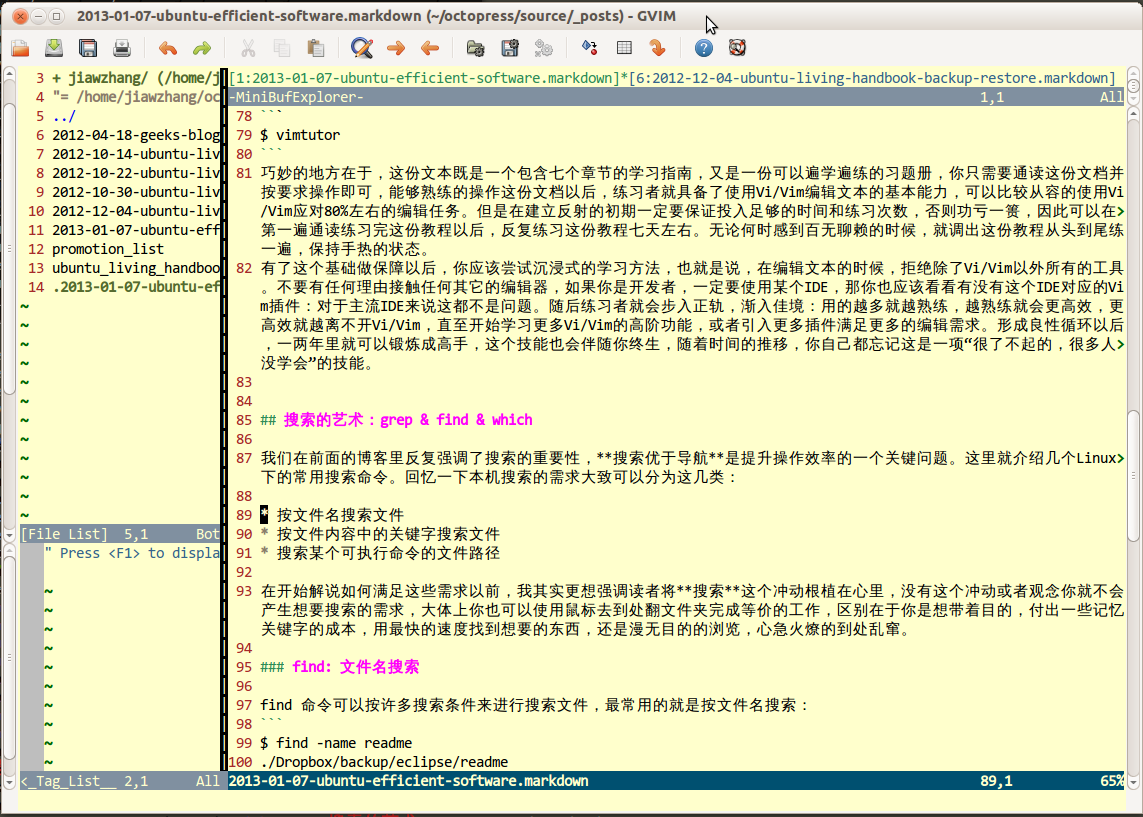 2013-01-07-ubuntu-efficient-software.markdown (~/octopress/source/_posts) - GVIM
3 + jiawzhang/ (/home/j
4 "= /home/jiawzhang/oc
5 ../
6 2012-04-18-geeks-blog
7 2012-10-14-ubuntu-liv
8 2012-10-22-ubuntu-liv
9 2012-10-30-ubuntu-liv
10 2012-12-04-ubuntu-liv
11 2013-01-07-ubuntu-eff
12 promotion_list
13 ubuntu_living_handboo
14 .2013-01-07-ubuntu-ef
~
~
~
~
~
~
~
~
~
~
~
~
[File List] 5,1 Bot
" Press <F1> to displa
~
~
~
~
~
~
~
~
~
~
<_Tag_List__ 2,1 All
[1:2013-01-07-ubuntu-efficient-software.markdown]*[6:2012-12-04-ubuntu-living-handbook-backup-restore.markdown]
-MiniBufExplorer- 1,1 All
78 ```
79 $ vimtutor
80 ```
81 巧妙的地方在于，这份文本既是一个包含七个章节的学习指南，又是一份可以遍学遍练的习题册，你只需要通读这份文档并
按要求操作即可，能够熟练的操作这份文档以后，练习者就具备了使用Vi/Vim编辑文本的基本能力，可以比较从容的使用Vi
/Vim应对80%左右的编辑任务。但是在建立反射的初期一定要保证投入足够的时间和练习次数，否则功亏一篑，因此可以在>
第一遍通读练习完这份教程以后，反复练习这份教程七天左右。无论何时感到百无聊赖的时候，就调出这份教程从头到尾练
一遍，保持手热的状态。
82 有了这个基础做保障以后，你应该尝试沉浸式的学习方法，也就是说，在编辑文本的时候，拒绝除了Vi/Vim以外所有的工具
。不要有任何理由接触任何其它的编辑器，如果你是开发者，一定要使用某个IDE，那你也应该看看有没有这个IDE对应的Vi
m插件：对于主流IDE来说这都不是问题。随后练习者就会步入正轨，渐入佳境：用的越多就越熟练，越熟练就会更高效，更
高效就越离不开Vi/Vim，直至开始学习更多Vi/Vim的高阶功能，或者引入更多插件满足更多的编辑需求。形成良性循环以后
，一两年里就可以锻炼成高手，这个技能也会伴随你终生，随着时间的推移，你自己都忘记这是一项“很了不起的，很多人>
没学会”的技能。
83
84
85 ## 搜索的艺术：grep & find & which
86
87 我们在前面的博客里反复强调了搜索的重要性，**搜索优于导航**是提升操作效率的一个关键问题。这里就介绍几个Linux>
下的常用搜索命令。回忆一下本机搜索的需求大致可以分为这几类：
88
89 * 按文件名搜索文件
90 * 按文件内容中的关键字搜索文件
91 * 搜索某个可执行命令的文件路径
92
93 在开始解说如何满足这些需求以前，我其实更想强调读者将**搜索**这个冲动根植在心里，没有这个冲动或者观念你就不会
产生想要搜索的需求，大体上你也可以使用鼠标去到处翻文件夹完成等价的工作，区别在于你是想带着目的，付出一些记忆
关键字的成本，用最快的速度找到想要的东西，还是漫无目的的浏览，心急火燎的到处乱窜。
94
95 ### find: 文件名搜索
96
97 find 命令可以按许多搜索条件来进行搜索文件，最常用的就是按文件名搜索：
98 ```
99 $ find -name readme
100 ./Dropbox/backup/eclipse/readme
2013-01-07-ubuntu-efficient-software.markdown 89,1 65%